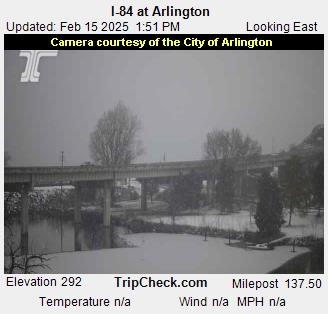 I-84 at Arlington
Updated: Feb 15 2025 1:51 PM Looking East
Camera courtesy of the City of Arlington
Elevation 292 TripCheck.com Milepost 137.50
Temperature n/a Wind n/a MPH n/a